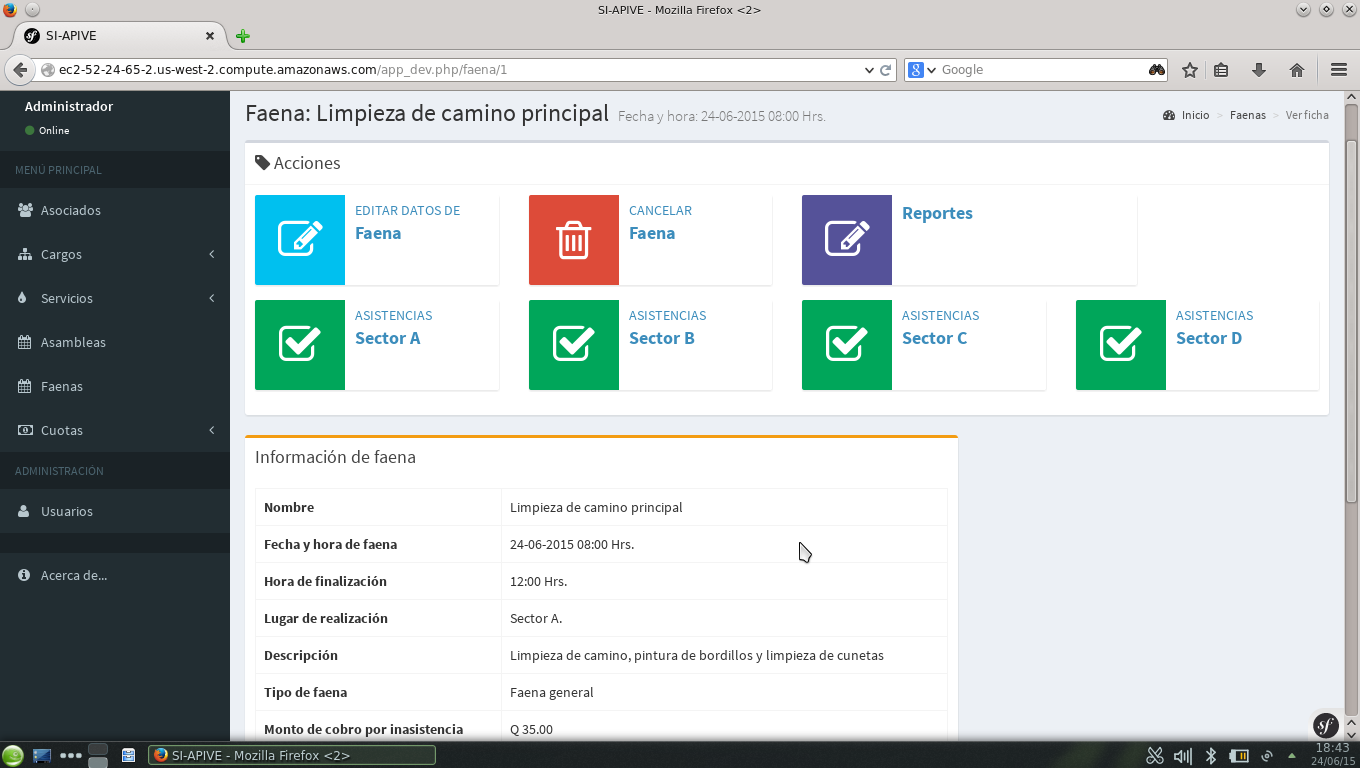 SI-APIVE - Mozilla Firefox <2>
SI-APIVE
ec2-52-24-65-2.us-west-2.compute.amazonaws.com/app_dev.php/faena/1
Google
Administrador
Online
MENÚ PRINCIPAL
Asociados
Cargos
Servicios
Asambleas
Faenas
Cuotas
ADMINISTRACIÓN
Usuarios
Acerca de...
Faena: Limpieza de camino principal Fecha y hora: 24-06-2015 08:00 Hrs.
Inicio > Faenas > Ver ficha
Acciones
EDITAR DATOS DE
Faena
CANCELAR
Faena
Reportes
ASISTENCIAS
Sector A
ASISTENCIAS
Sector B
ASISTENCIAS
Sector C
ASISTENCIAS
Sector D
Información de faena
Nombre Limpieza de camino principal
Fecha y hora de faena 24-06-2015 08:00 Hrs.
Hora de finalización 12:00 Hrs.
Lugar de realización Sector A.
Descripción Limpieza de camino, pintura de bordillos y limpieza de cunetas
Tipo de faena Faena general
Monto de cobro por inasistencia Q 35.00
sf
SI-APIVE - Mozilla Firefox <2>
18:43
24/06/15